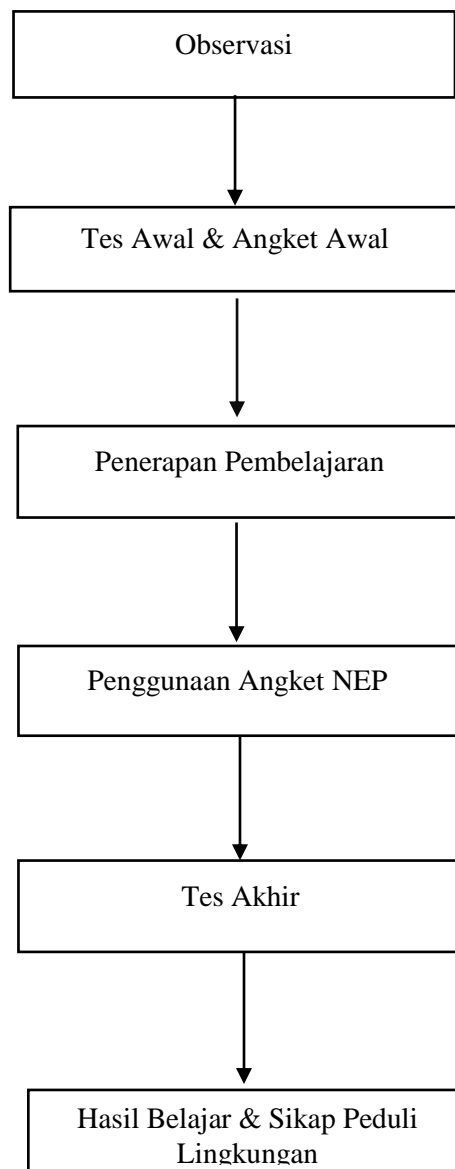 Observasi
Tes Awal & Angket Awal
Penerapan Pembelajaran
Penggunaan Angket NEP
Tes Akhir
Hasil Belajar & Sikap Peduli
Lingkungan